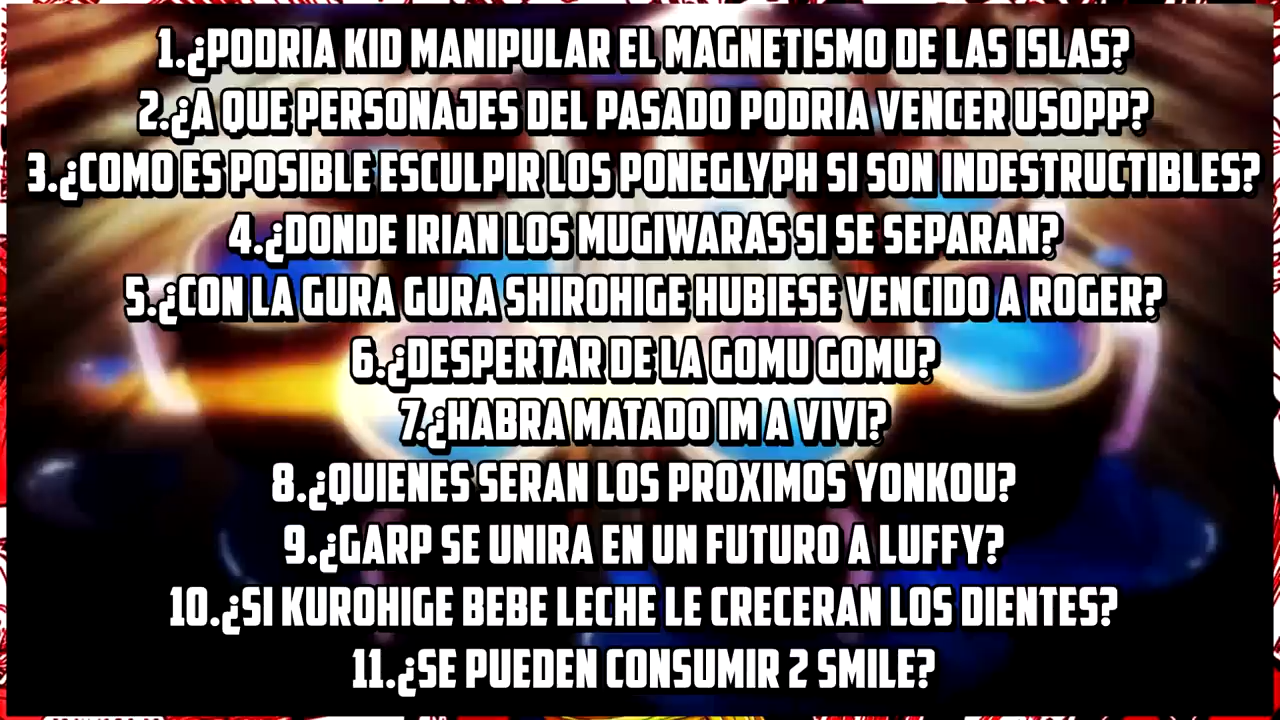 1.¿PODRIA KID MANIPULAR EL MAGNETISMO DE LAS ISLAS?
2.¿A QUE PERSONAJES DEL PASADO PODRIA VENCER USOPP?
3.¿COMO ES POSIBLE ESCULPIR LOS PONEGLYPH SI SON INDESTRUCTIBLES?
4.¿DONDE IRIAN LOS MUGIWARAS SI SE SEPARAN?
5.¿CON LA GURA GURA SHIROHIGE HUBIESE VENCIDO A ROGER?
6.¿DESPERTAR DE LA GOMU GOMU?
7.¿HABRA MATADO IM A VIVI?
8.¿QUIENES SERAN LOS PROXIMOS YONKOU?
9.¿GARP SE UNIRA EN UN FUTURO A LUFFY?
10.¿SI KUROHIGE BEBE LECHE LE CRECERAN LOS DIENTES?
11.¿SE PUEDEN CONSUMIR 2 SMILE?